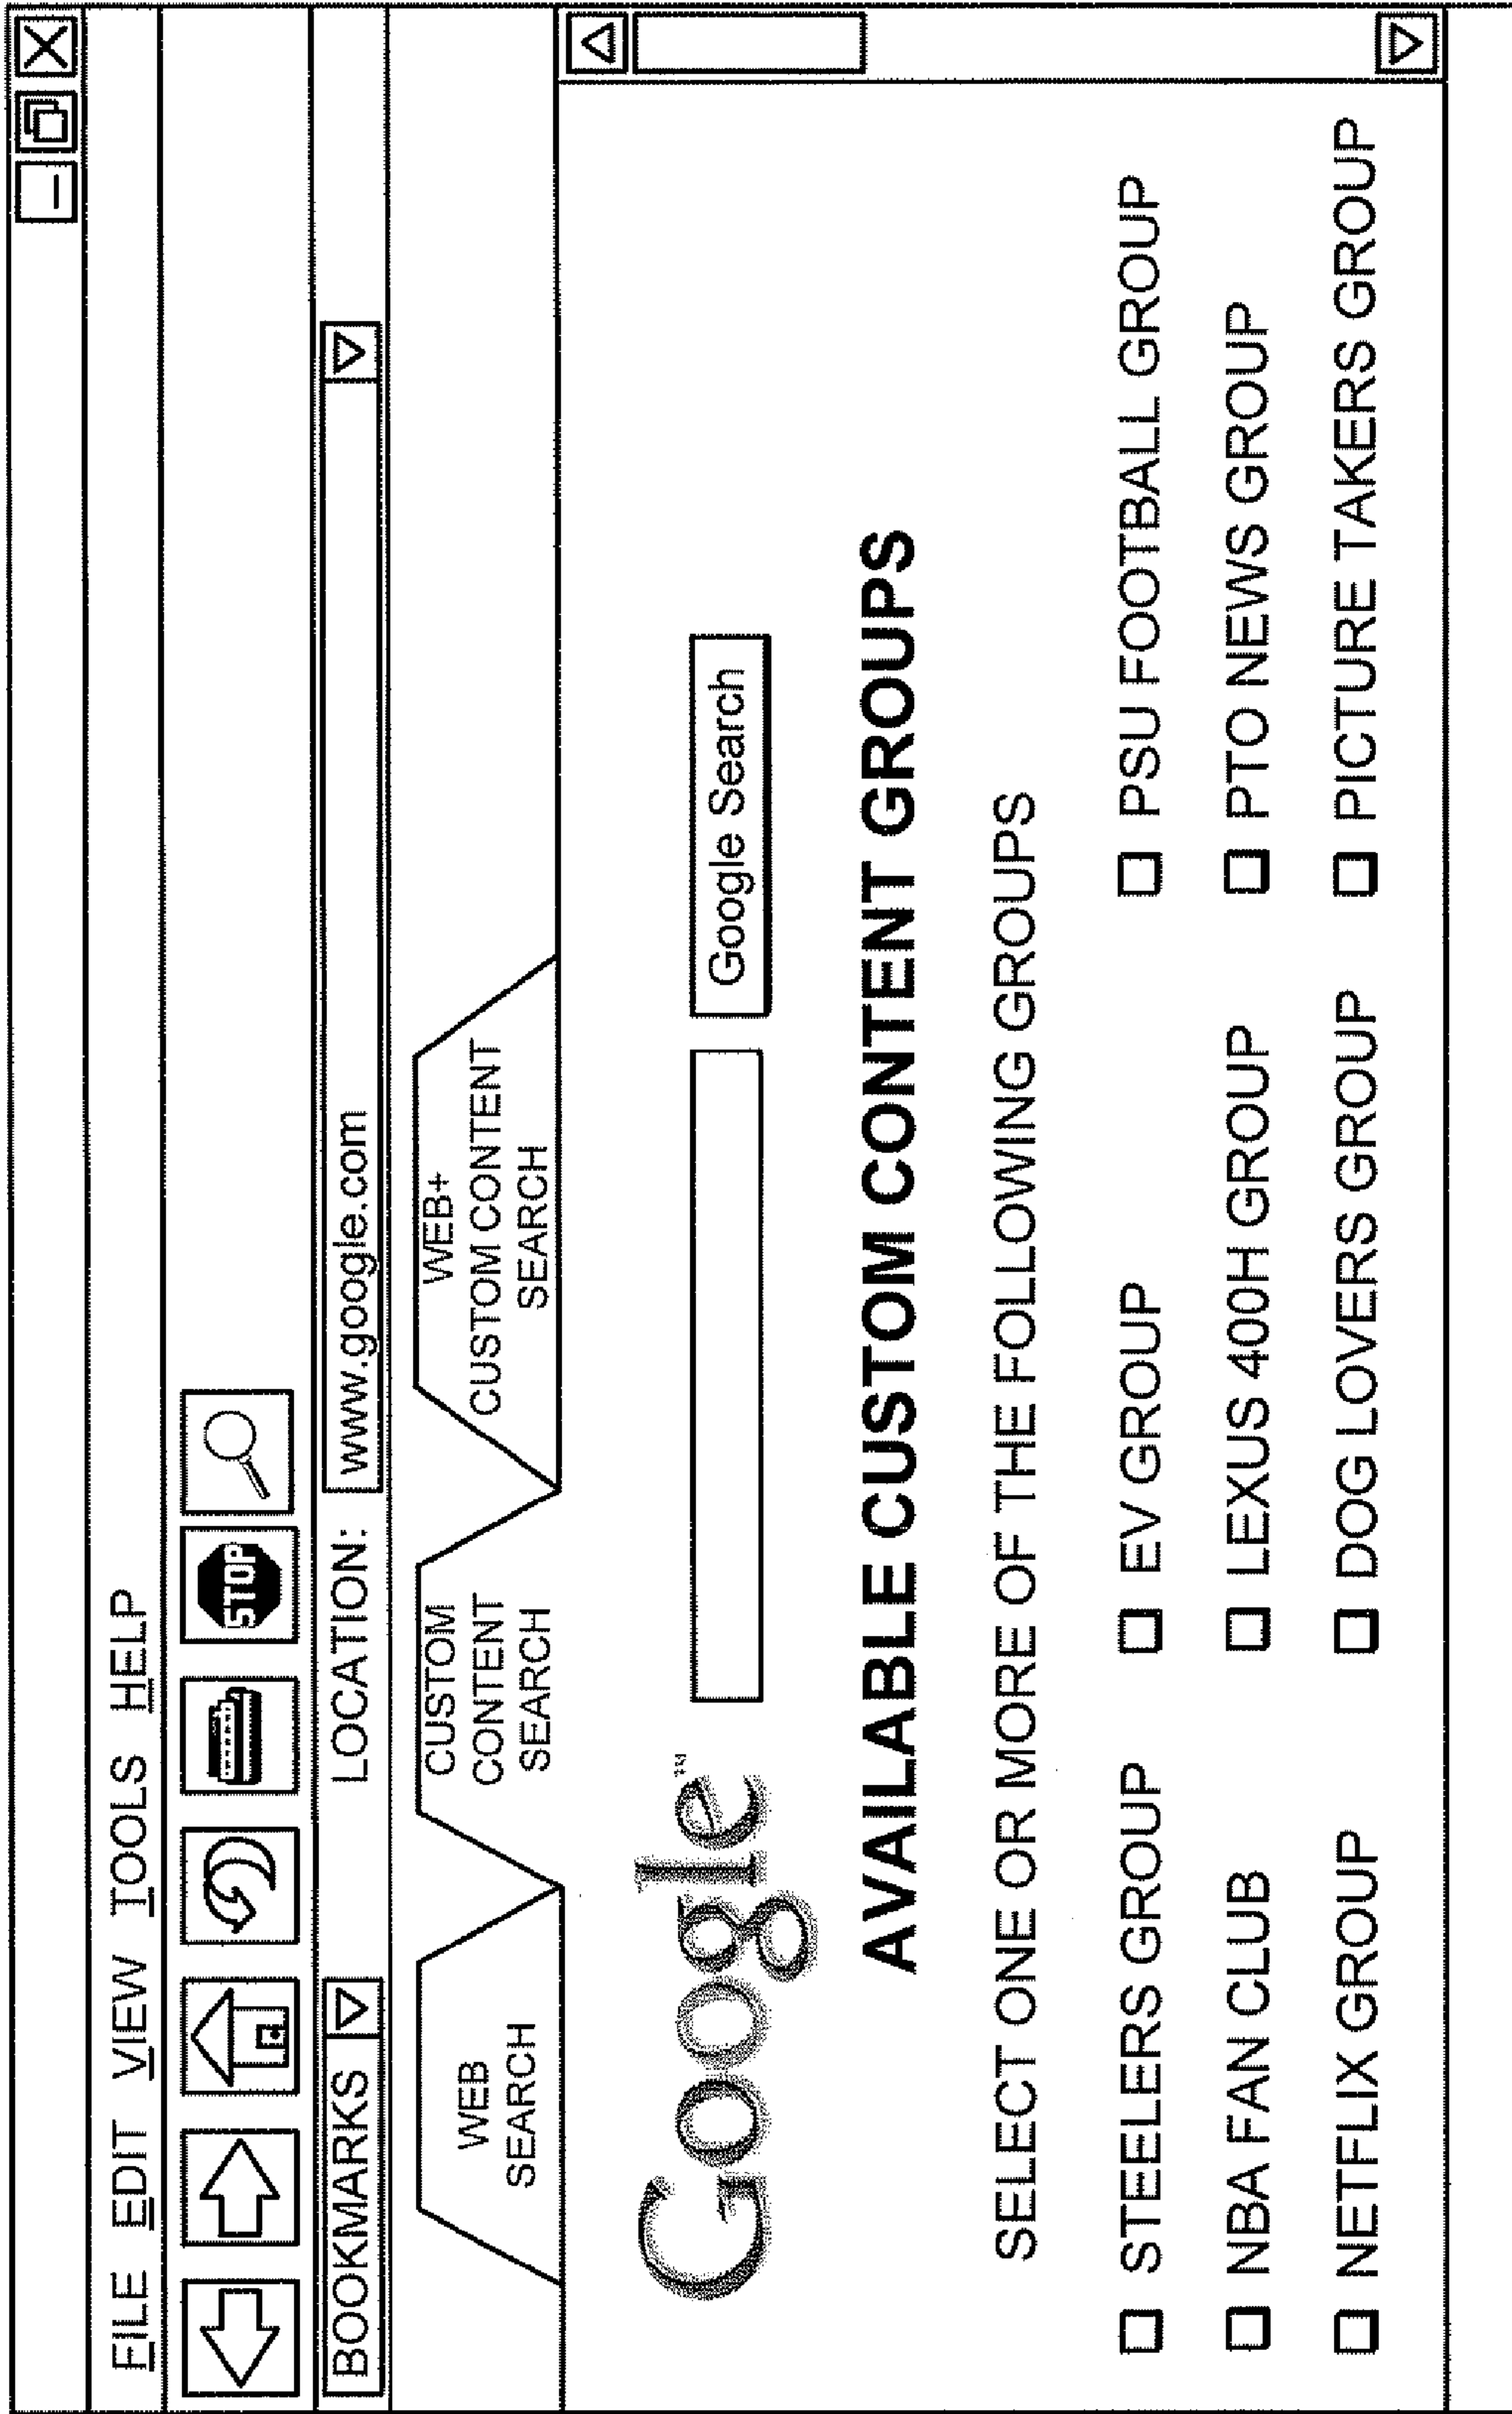 FILE EDIT VIEW TOOLS HELP
STOP
BOOKMARKS LOCATION: www.google.com
WEB
SEARCH
CUSTOM
CONTENT
SEARCH
WEB+
CUSTOM CONTENT
SEARCH
Google™ Google Search
AVAILABLE CUSTOM CONTENT GROUPS
SELECT ONE OR MORE OF THE FOLLOWING GROUPS
STEELERS GROUP EV GROUP PSU FOOTBALL GROUP
NBA FAN CLUB LEXUS 400H GROUP PTO NEWS GROUP
NETFLIX GROUP DOG LOVERS GROUP PICTURE TAKERS GROUP